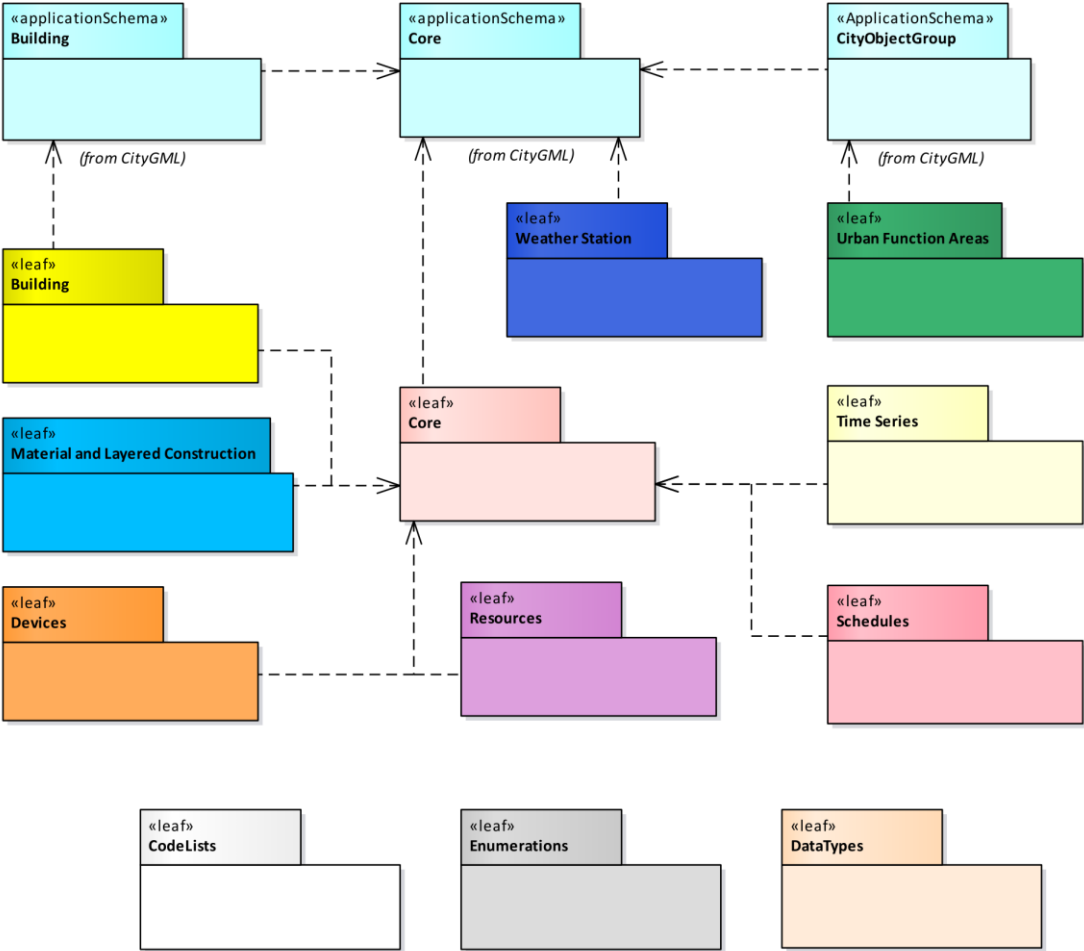 «applicationSchema»
Building
«applicationSchema»
Core
«ApplicationSchema»
CityObjectGroup
(from CityGML)
(from CityGML)
(from CityGML)
«leaf»
Weather Station
«leaf»
Urban Function Areas
«leaf»
Building
«leaf»
Core
«leaf»
Time Series
«leaf»
Material and Layered Construction
«leaf»
Devices
«leaf»
Resources
«leaf»
Schedules
«leaf»
CodeLists
«leaf»
Enumerations
«leaf»
DataTypes